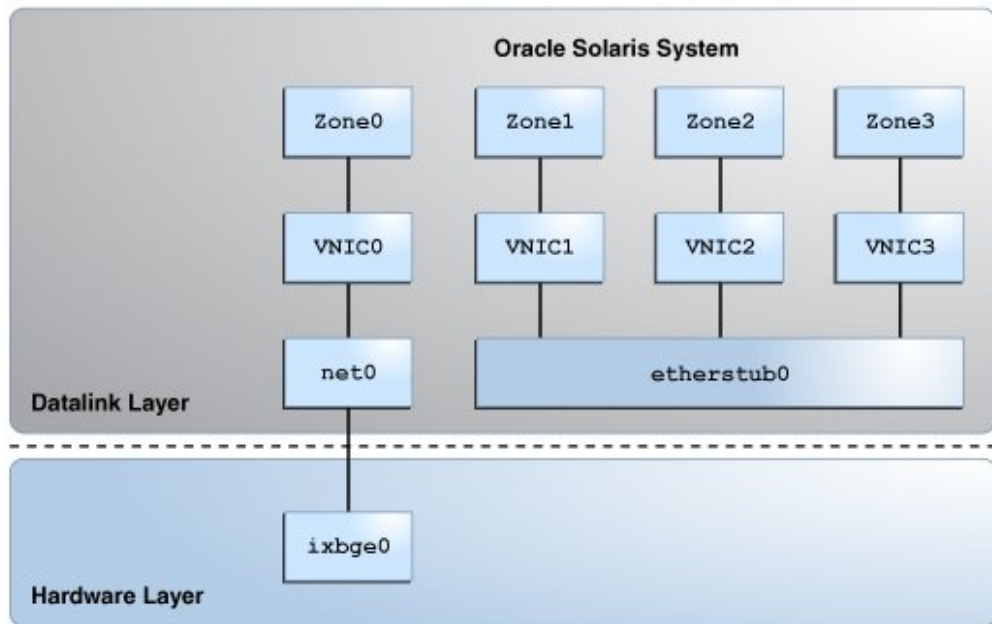 Oracle Solaris System
Zone0 Zone1 Zone2 Zone3
VNIC0 VNIC1 VNIC2 VNIC3
net0 etherstub0
Datalink Layer
ixbge0
Hardware Layer